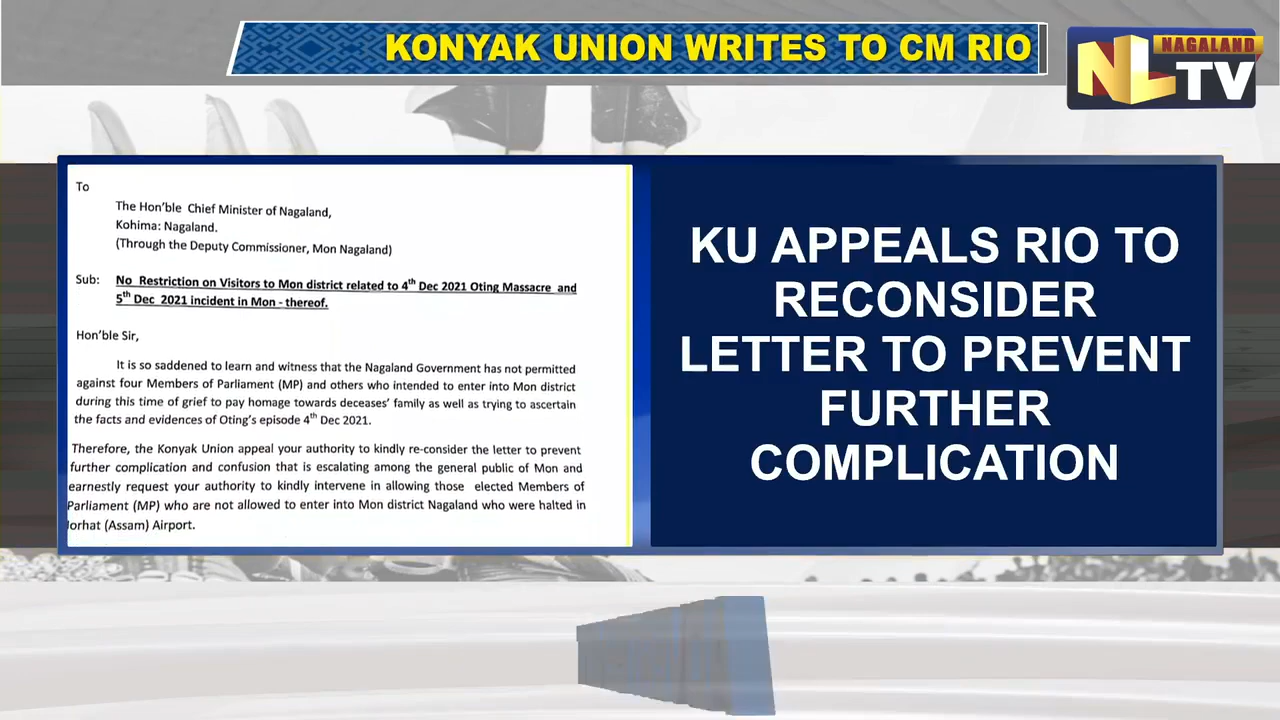 KONYAK UNION WRITES TO CM RIO
NAGALAND
NL TV
To
The Hon'ble Chief Minister of Nagaland,
Kohima: Nagaland.
(Through the Deputy Commissioner, Mon Nagaland)
Sub: No Restriction on Visitors to Mon district related to 4th Dec 2021 Oting Massacre and
5th Dec 2021 incident in Mon - thereof.
Hon'ble Sir,
It is so saddened to learn and witness that the Nagaland Government has not permitted
against four Members of Parliament (MP) and others who intended to enter into Mon district
during this time of grief to pay homage towards deceases' family as well as trying to ascertain
the facts and evidences of Oting's episode 4th Dec 2021.
Therefore, the Konyak Union appeal your authority to kindly re-consider the letter to prevent
further complication and confusion that is escalating among the general public of Mon and
earnestly request your authority to kindly intervene in allowing those elected Members of
Parliament (MP) who are not allowed to enter into Mon district Nagaland who were halted in
Jorhat (Assam) Airport.
KU APPEALS RIO TO
RECONSIDER
LETTER TO PREVENT
FURTHER
COMPLICATION